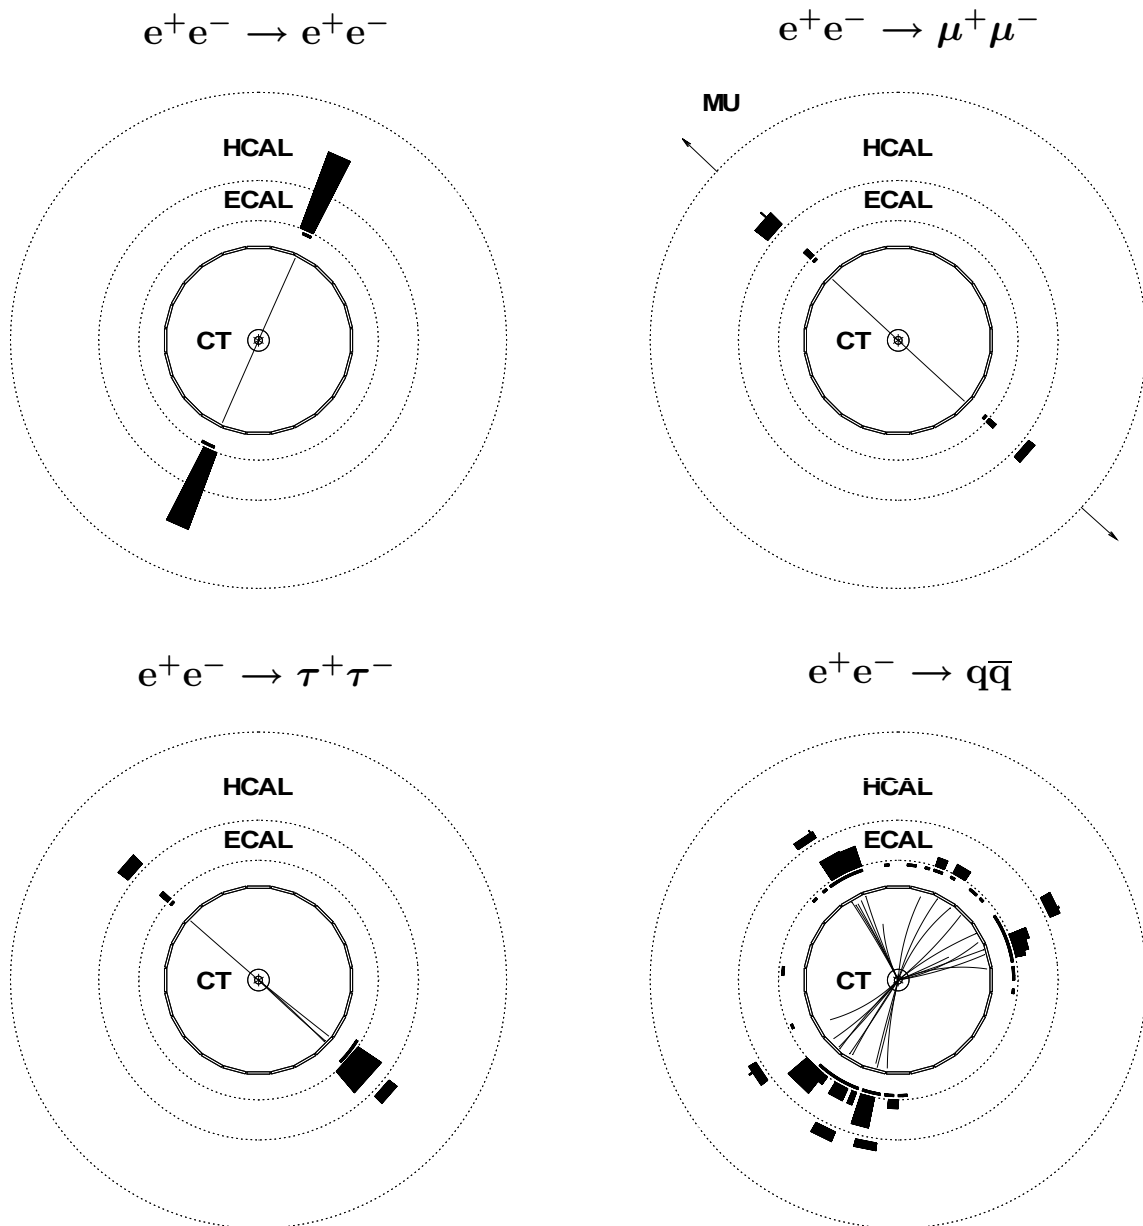 e⁺e⁻ → e⁺e⁻
e⁺e⁻ → μ⁺μ⁻
MU
HCAL
HCAL
ECAL
ECAL
CT
CT
e⁺e⁻ → τ⁺τ⁻
e⁺e⁻ → qq̅
HCAL
HCAL
ECAL
ECAL
CT
CT